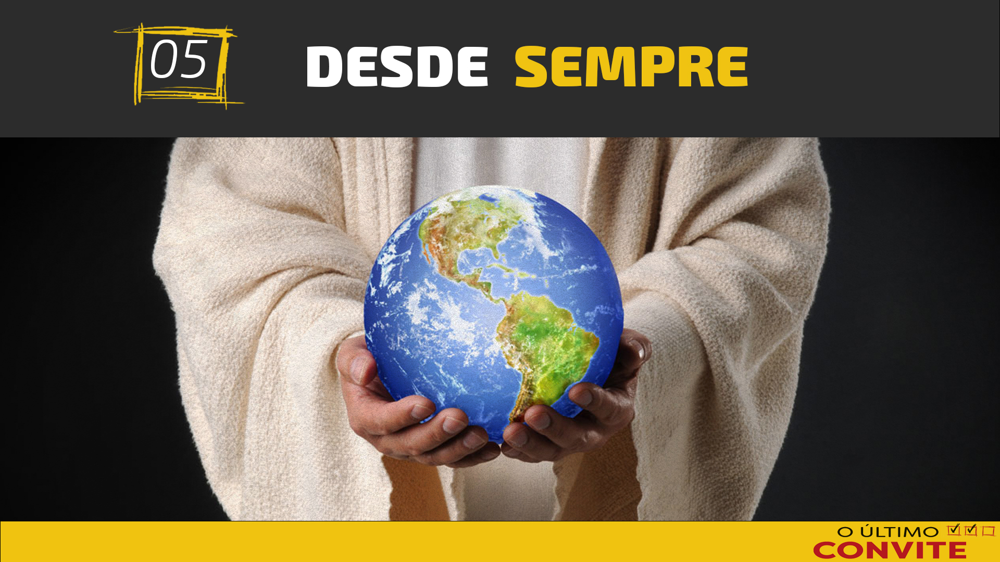 05
DESDE SEMPRE
O ÚLTIMO
CONVITE